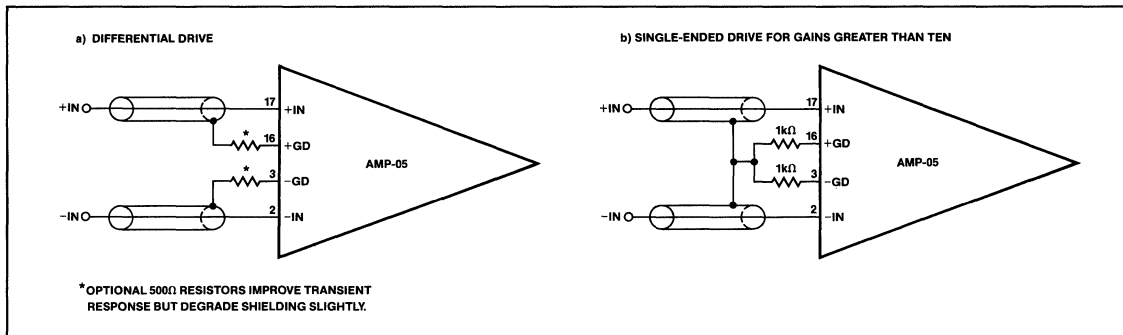 a) DIFFERENTIAL DRIVE
+IN
17
+IN
*
16
+GD
AMP-05
*
3
−GD
−IN
2
−IN
*OPTIONAL 500Ω RESISTORS IMPROVE TRANSIENT
RESPONSE BUT DEGRADE SHIELDING SLIGHTLY.
b) SINGLE-ENDED DRIVE FOR GAINS GREATER THAN TEN
+IN
17
+IN
1kΩ
16
+GD
AMP-05
1kΩ
3
−GD
−IN
2
−IN